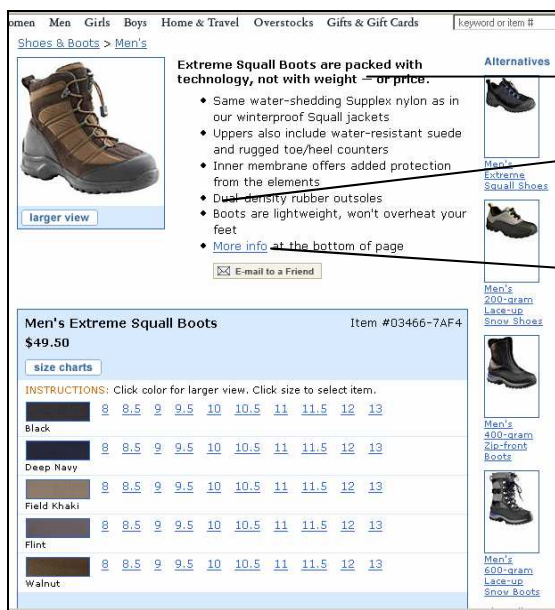 omen Men Girls Boys Home & Travel Overstocks Gifts & Gift Cards keyword or item #
Shoes & Boots > Men's
Extreme Squall Boots are packed with
technology, not with weight — or price.
Same water-shedding Supplex nylon as in
our winterproof Squall jackets
Uppers also include water-resistant suede
and rugged toe/heel counters
Inner membrane offers added protection
from the elements
Dual-density rubber outsoles
Boots are lightweight, won't overheat your
feet
More info at the bottom of page
E-mail to a Friend
larger view
Alternatives
Men's
Extreme
Squall Shoes
Men's
200-gram
Lace-up
Snow Shoes
Men's
400-gram
Zip-front
Boots
Men's
600-gram
Lace-up
Snow Boots
Men's Extreme Squall Boots Item #03466-7AF4
$49.50
size charts
INSTRUCTIONS: Click color for larger view. Click size to select item.
8 8.5 9 9.5 10 10.5 11 11.5 12 13
Black
8 8.5 9 9.5 10 10.5 11 11.5 12 13
Deep Navy
8 8.5 9 9.5 10 10.5 11 11.5 12 13
Field Khaki
8 8.5 9 9.5 10 10.5 11 11.5 12 13
Flint
8 8.5 9 9.5 10 10.5 11 11.5 12 13
Walnut